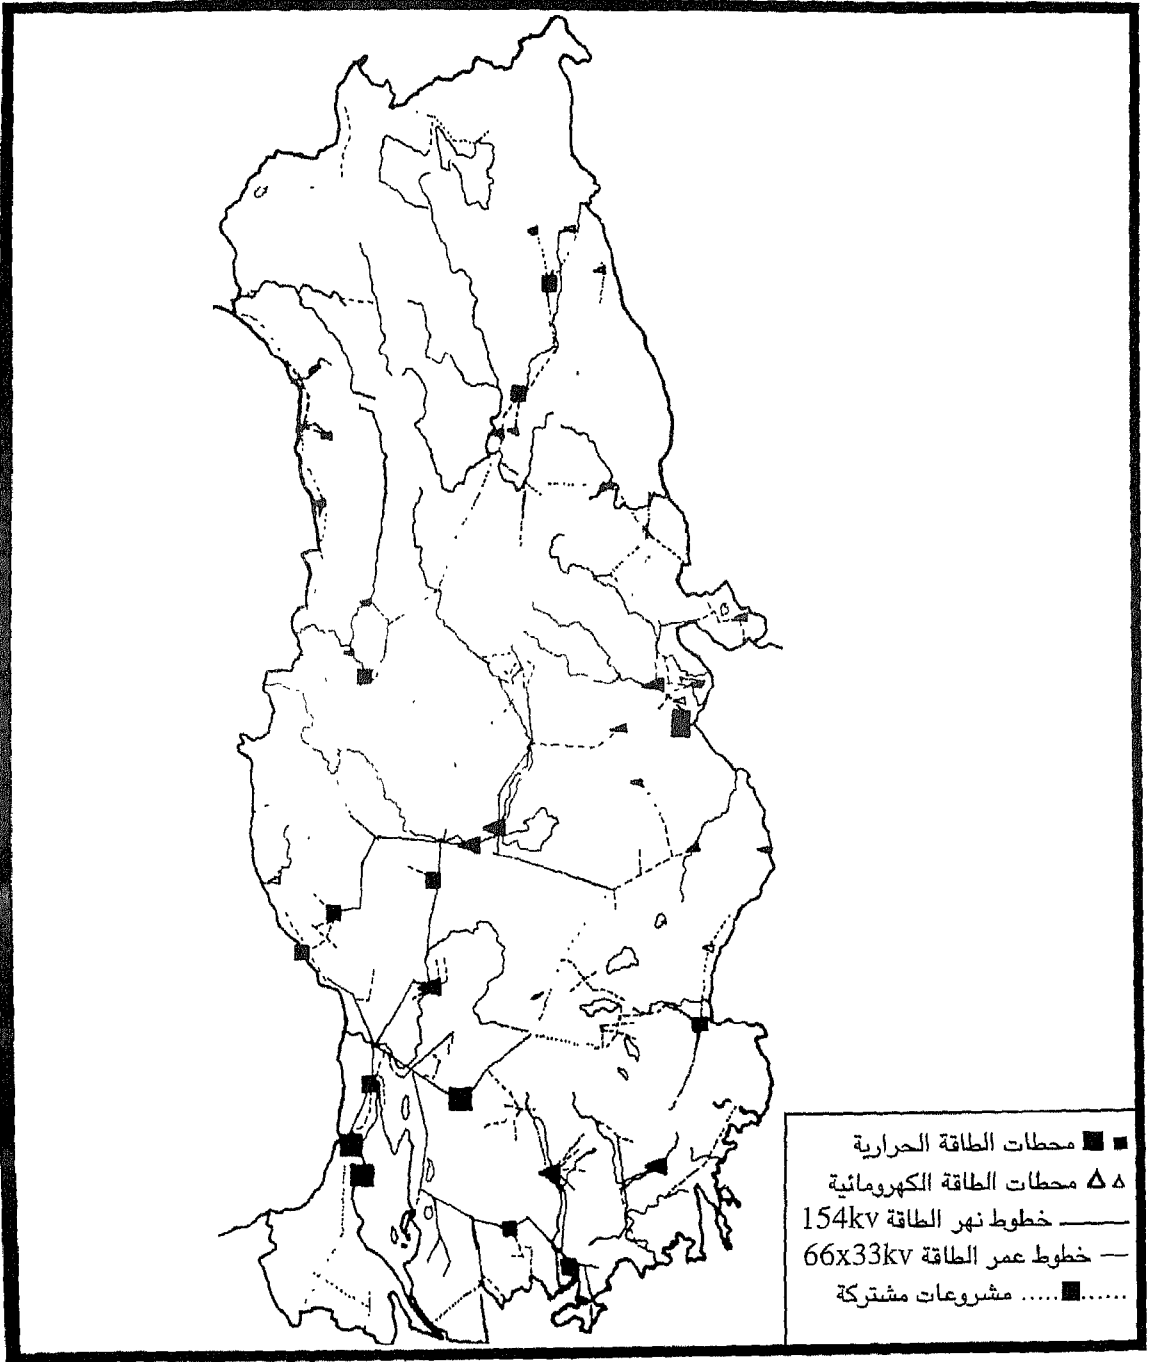 محطات الطاقة الحرارية
محطات الطاقة الكهرومائية
خطوط نهر الطاقة 154kv
خطوط عمر الطاقة 66x33kv
مشروعات مشتركة